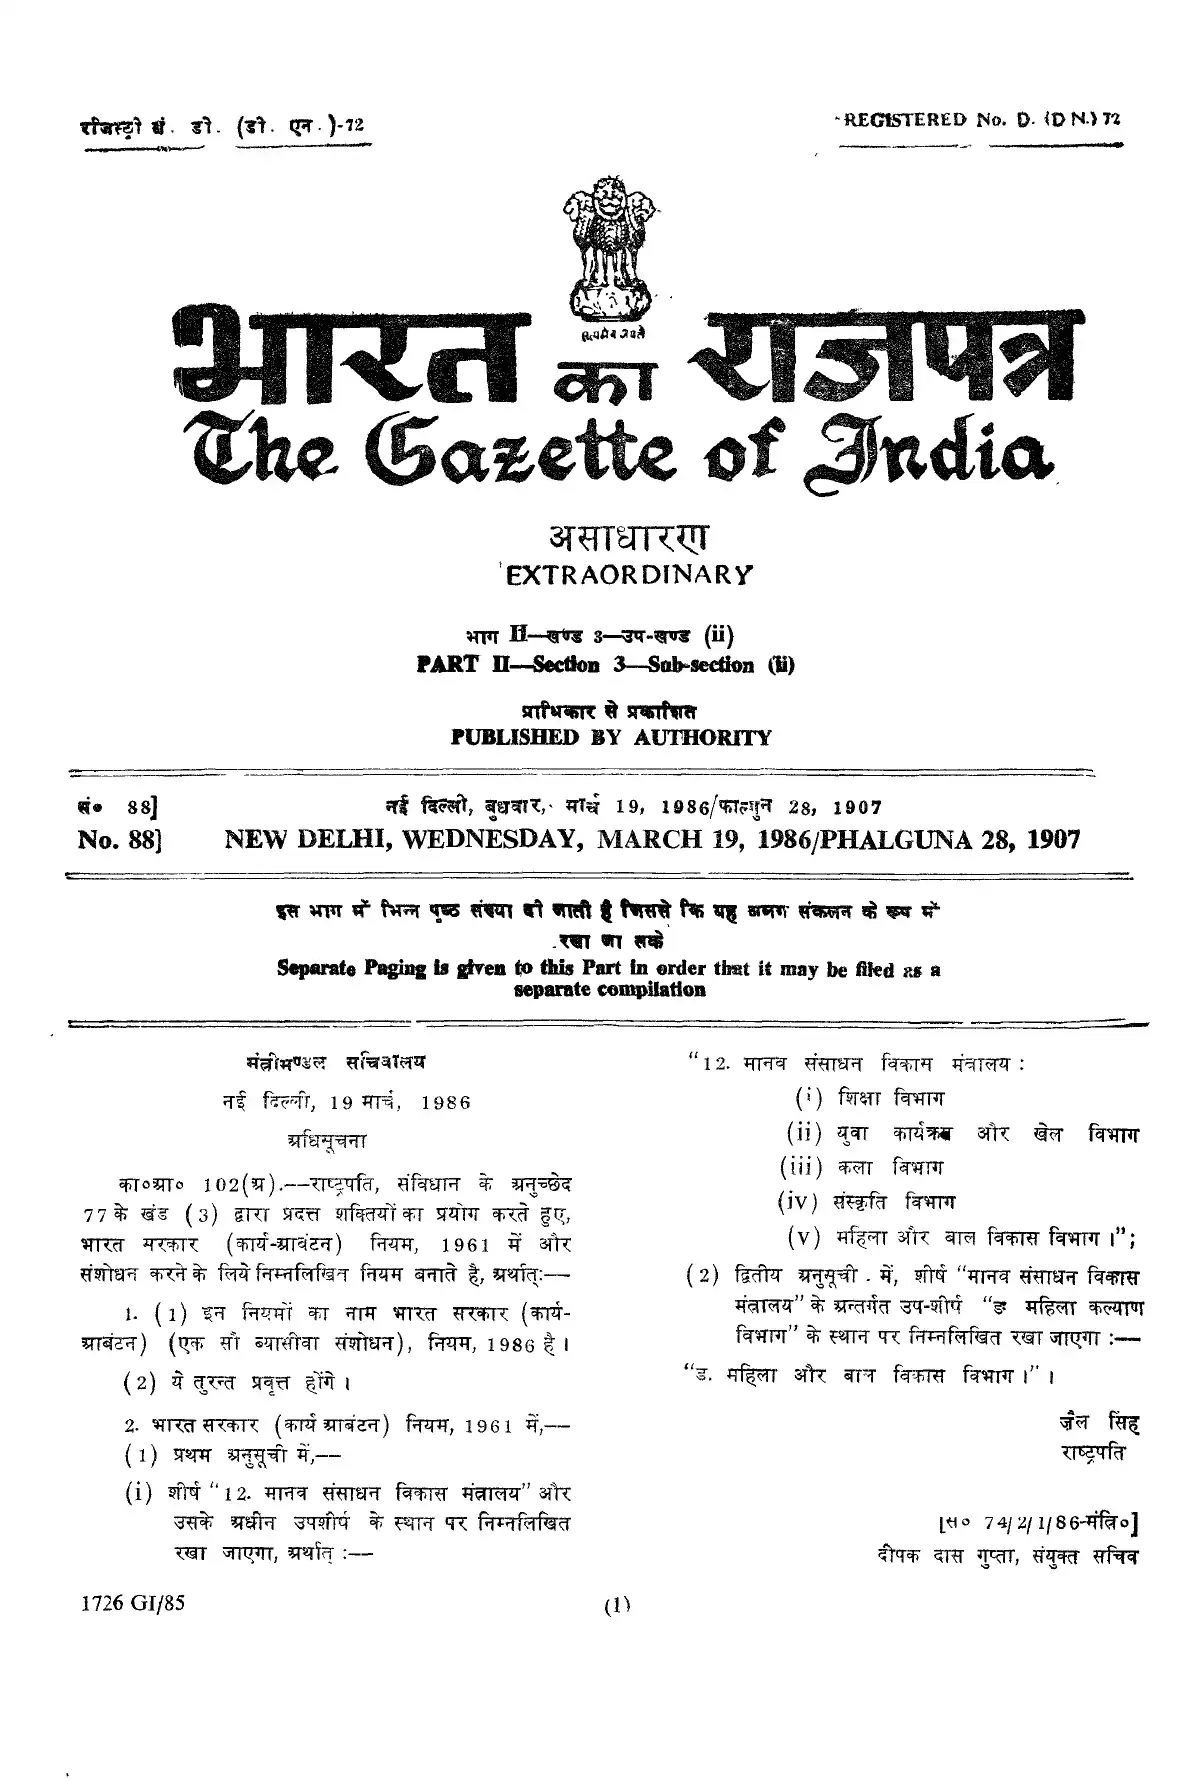 रजिस्ट्री सं. डी. (डी. एन.)-72
REGISTERED No. D. (D N.) 72
सत्यमेव जयते
भारत का राजपत्र
The Gazette of India
असाधारण
EXTRAORDINARY
भाग II—खण्ड 3—उप-खण्ड (ii)
PART II—Section 3—Sub-section (ii)
प्राधिकार से प्रकाशित
PUBLISHED BY AUTHORITY
सं० 88]
नई दिल्ली, बुधवार, मार्च 19, 1986/फाल्गुन 28, 1907
No. 88]
NEW DELHI, WEDNESDAY, MARCH 19, 1986/PHALGUNA 28, 1907
इस भाग में भिन्न पृष्ठ संख्या दी जाती है जिससे कि यह अलग संकलन के रूप में
रखा जा सके
Separate Paging is given to this Part in order that it may be filed as a
separate compilation
मंत्रीमण्डल सचिवालय
नई दिल्ली, 19 मार्च, 1986
अधिसूचना
का०आ० 102(अ).—राष्ट्रपति, संविधान के अनुच्छेद
77 के खंड (3) द्वारा प्रदत्त शक्तियों का प्रयोग करते हुए,
भारत सरकार (कार्य-आबंटन) नियम, 1961 में और
संशोधन करने के लिये निम्नलिखित नियम बनाते है, अर्थात्:—
1. (1) इन नियमों का नाम भारत सरकार (कार्य-
आबंटन) (एक सौ ब्यासीवा संशोधन), नियम, 1986 है।
(2) ये तुरन्त प्रवृत्त होंगे।
2. भारत सरकार (कार्य आबंटन) नियम, 1961 में,—
(1) प्रथम अनुसूची में,—
(i) शीर्ष "12. मानव संसाधन विकास मंत्रालय" और
उसके अधीन उपशीर्ष के स्थान पर निम्नलिखित
रखा जाएगा, अर्थात् :—
"12. मानव संसाधन विकास मंत्रालय :
(i) शिक्षा विभाग
(ii) युवा कार्यक्रम और खेल विभाग
(iii) कला विभाग
(iv) संस्कृति विभाग
(v) महिला और बाल विकास विभाग।";
(2) द्वितीय अनुसूची में, शीर्ष "मानव संसाधन विकास
मंत्रालय" के अन्तर्गत उप-शीर्ष "ङ महिला कल्याण
विभाग" के स्थान पर निम्नलिखित रखा जाएगा :—
"ड. महिला और बाल विकास विभाग।"।
ज़ैल सिंह
राष्ट्रपति
[सं० 74/2/1/86-मंत्रि०]
दीपक दास गुप्ता, संयुक्त सचिव
1726 GI/85
(1)